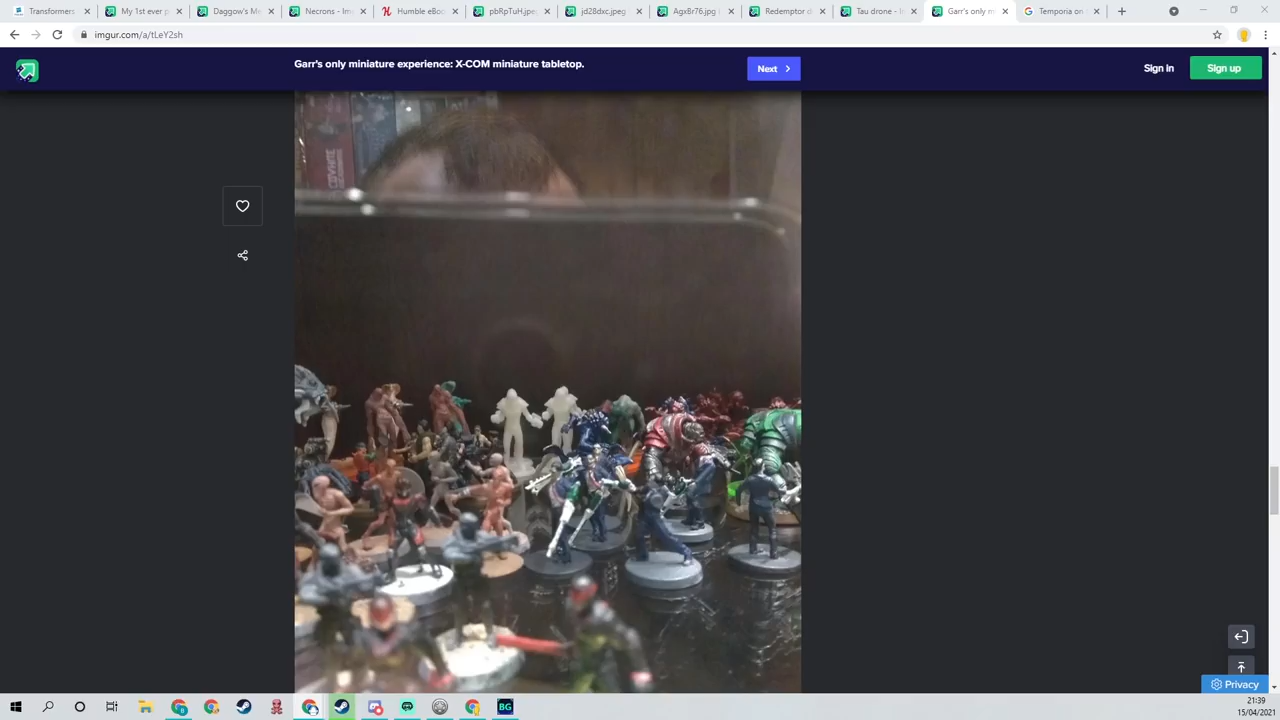 Transformers
My 1st ever p
Daggow's Me
Necrons - Im
Humble eBoo
pbRpTuH.jpe
jd28dxc.jpeg
AgxBr76.jpg
Redemptor d
Tau drone -
Garr's only m
Temporia on
imgur.com/a/tLeY2sh
Garr's only miniature experience: X-COM miniature tabletop.
Next
Sign in
Sign up
Privacy
BG
21:39
15/04/2021